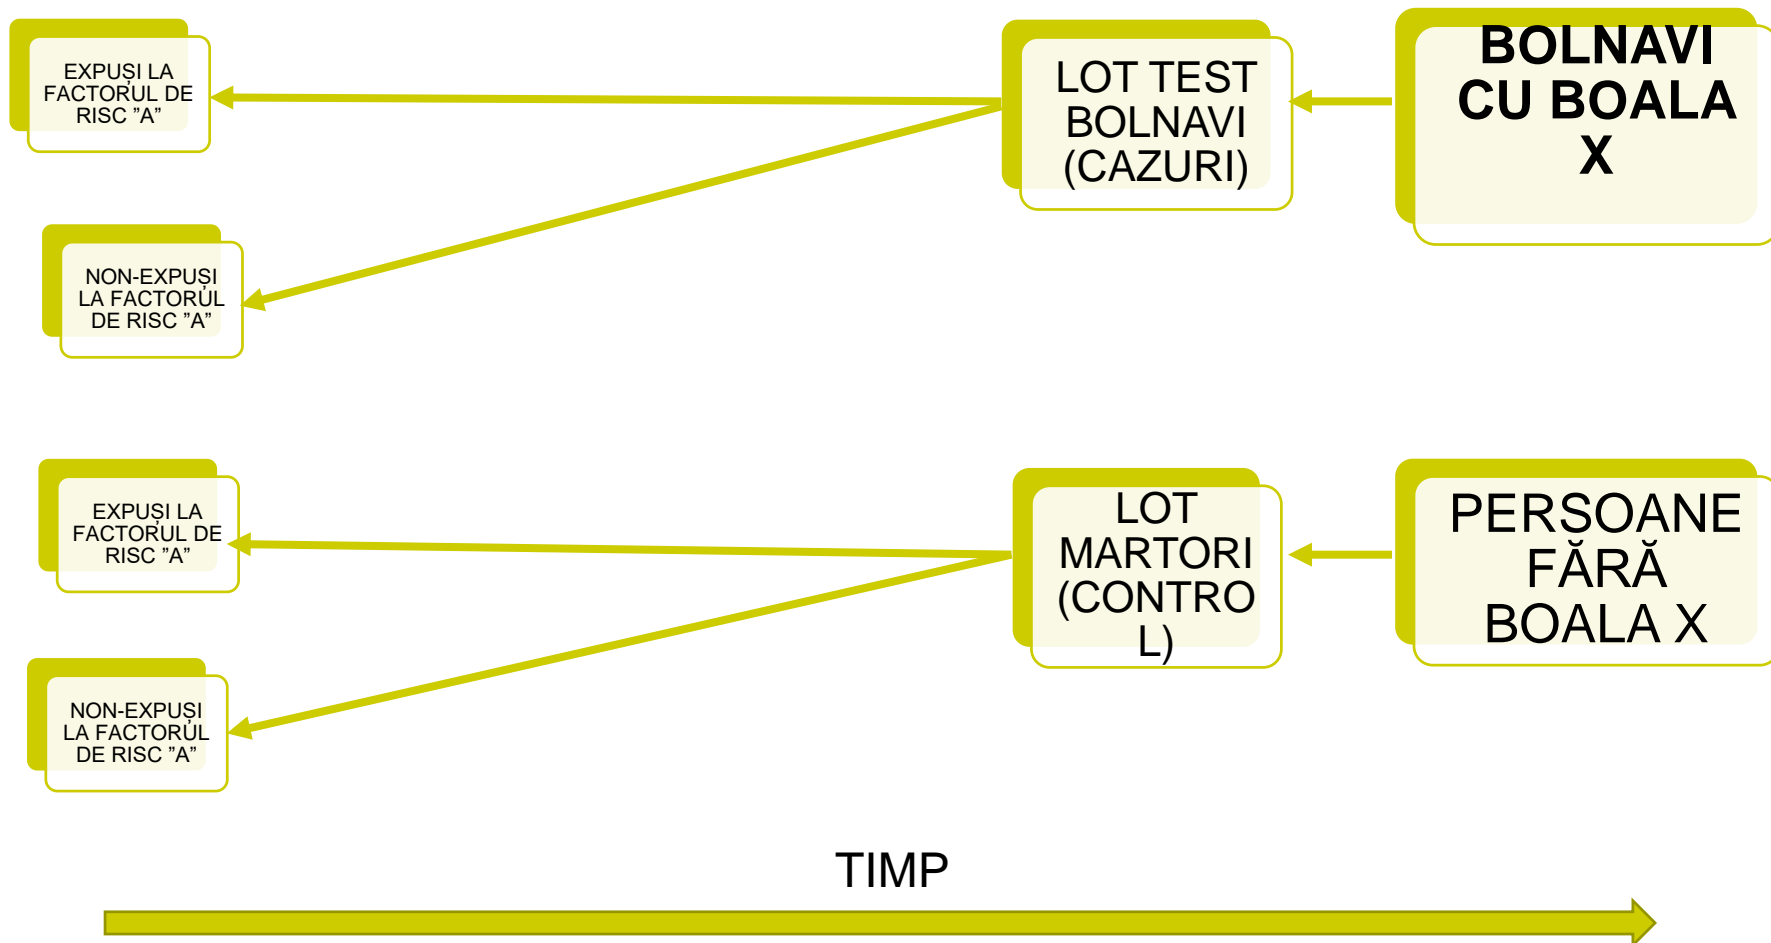 EXPUȘI LA
FACTORUL DE
RISC ”A”
LOT TEST
BOLNAVI
(CAZURI)
BOLNAVI
CU BOALA
X
NON-EXPUȘI
LA FACTORUL
DE RISC ”A”
EXPUȘI LA
FACTORUL DE
RISC ”A”
LOT
MARTORI
(CONTRO
L)
PERSOANE
FĂRĂ
BOALA X
NON-EXPUȘI
LA FACTORUL
DE RISC ”A”
TIMP